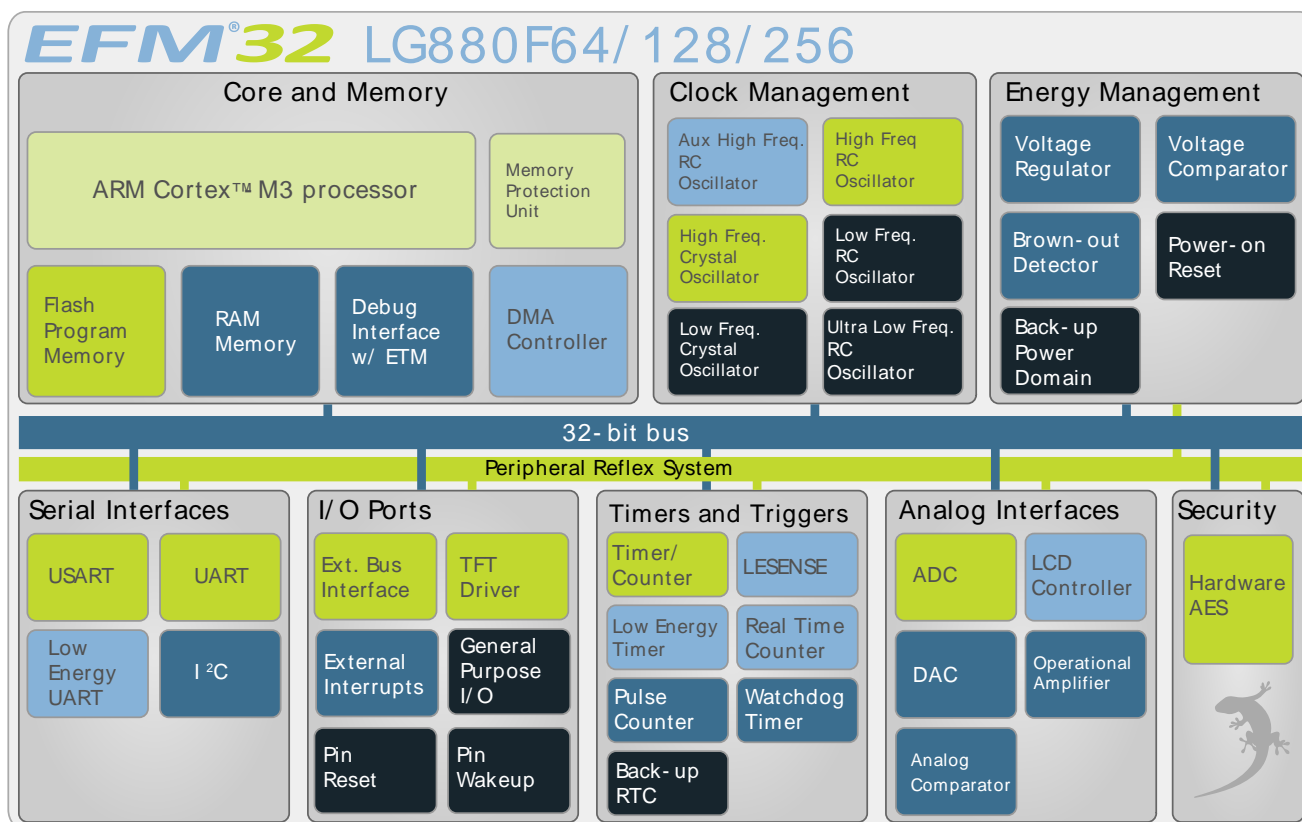 EFM®32 LG880F64/128/256
Core and Memory
ARM Cortex™ M3 processor
Memory
Protection
Unit
Flash
Program
Memory
RAM
Memory
Debug
Interface
w/ ETM
DMA
Controller
Clock Management
Aux High Freq.
RC
Oscillator
High Freq
RC
Oscillator
High Freq.
Crystal
Oscillator
Low Freq.
RC
Oscillator
Low Freq.
Crystal
Oscillator
Ultra Low Freq.
RC
Oscillator
Energy Management
Voltage
Regulator
Voltage
Comparator
Brown-out
Detector
Power-on
Reset
Back-up
Power
Domain
32-bit bus
Peripheral Reflex System
Serial Interfaces
USART
UART
Low
Energy
UART
I²C
I/O Ports
Ext. Bus
Interface
TFT
Driver
External
Interrupts
General
Purpose
I/O
Pin
Reset
Pin
Wakeup
Timers and Triggers
Timer/
Counter
LESENSE
Low Energy
Timer
Real Time
Counter
Pulse
Counter
Watchdog
Timer
Back-up
RTC
Analog Interfaces
ADC
LCD
Controller
DAC
Operational
Amplifier
Analog
Comparator
Security
Hardware
AES